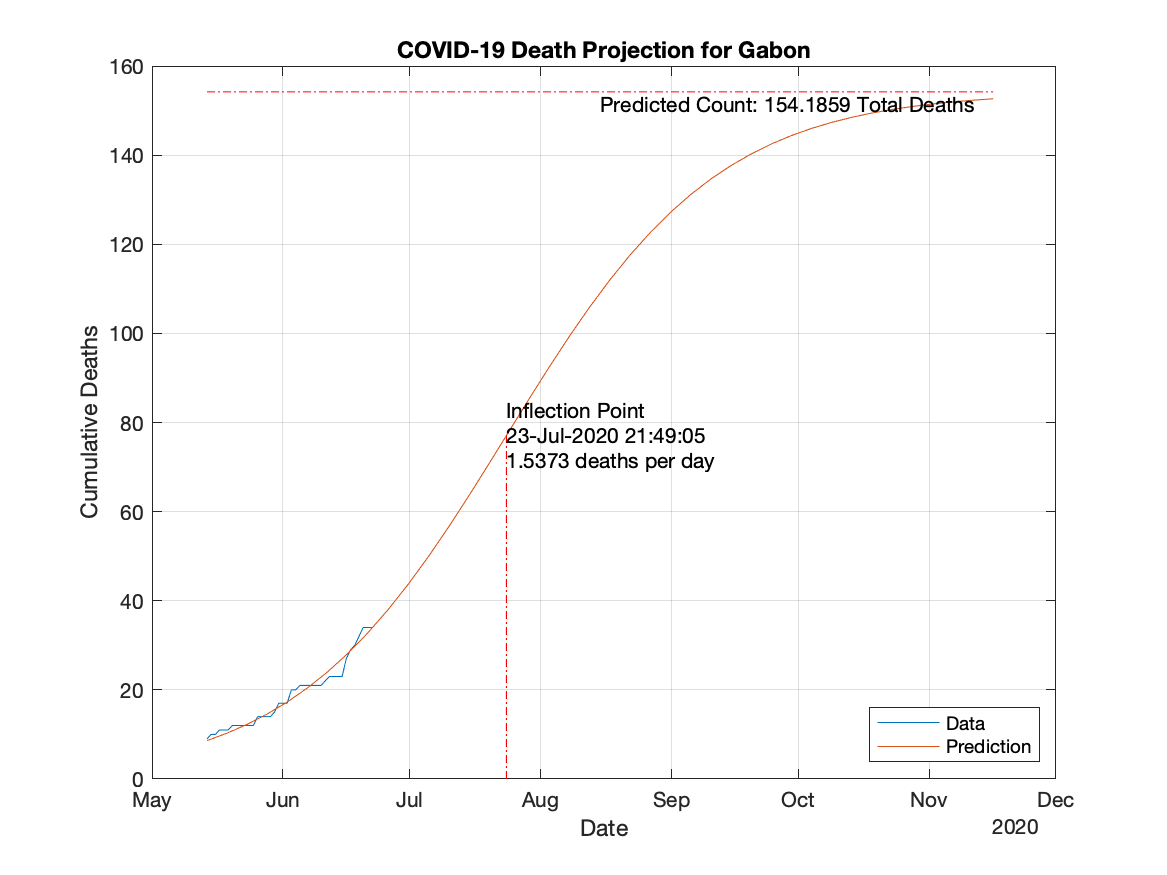 COVID-19 Death Projection for Gabon
160
Predicted Count: 154.1859 Total Deaths
140
120
100
Cumulative Deaths
80
Inflection Point
23-Jul-2020 21:49:05
1.5373 deaths per day
60
40
20
0
Data
Prediction
May Jun Jul Aug Sep Oct Nov Dec
Date
2020